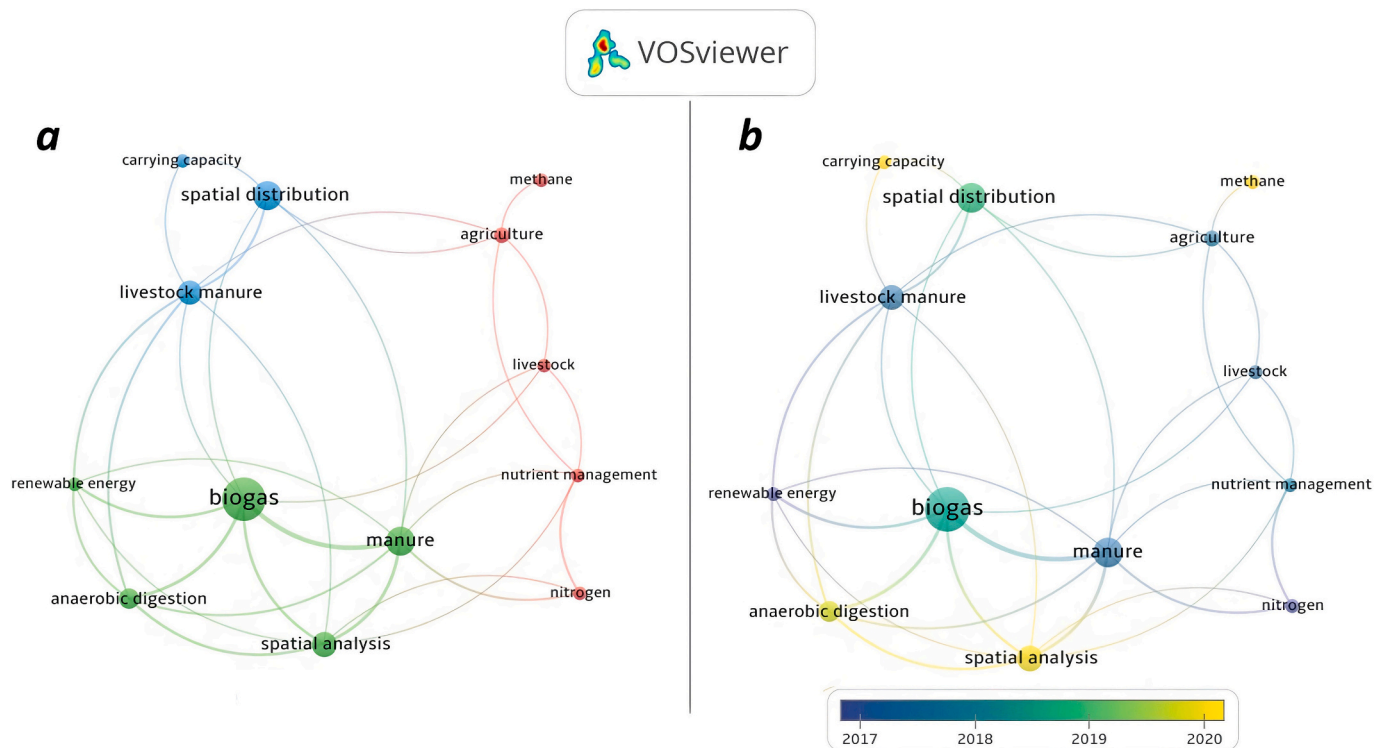 VOSviewer
a
carrying capacity
spatial distribution
methane
agriculture
livestock manure
livestock
renewable energy
biogas
nutrient management
manure
anaerobic digestion
nitrogen
spatial analysis
b
carrying capacity
spatial distribution
methane
agriculture
livestock manure
livestock
renewable energy
biogas
nutrient management
manure
anaerobic digestion
nitrogen
spatial analysis
2017 2018 2019 2020